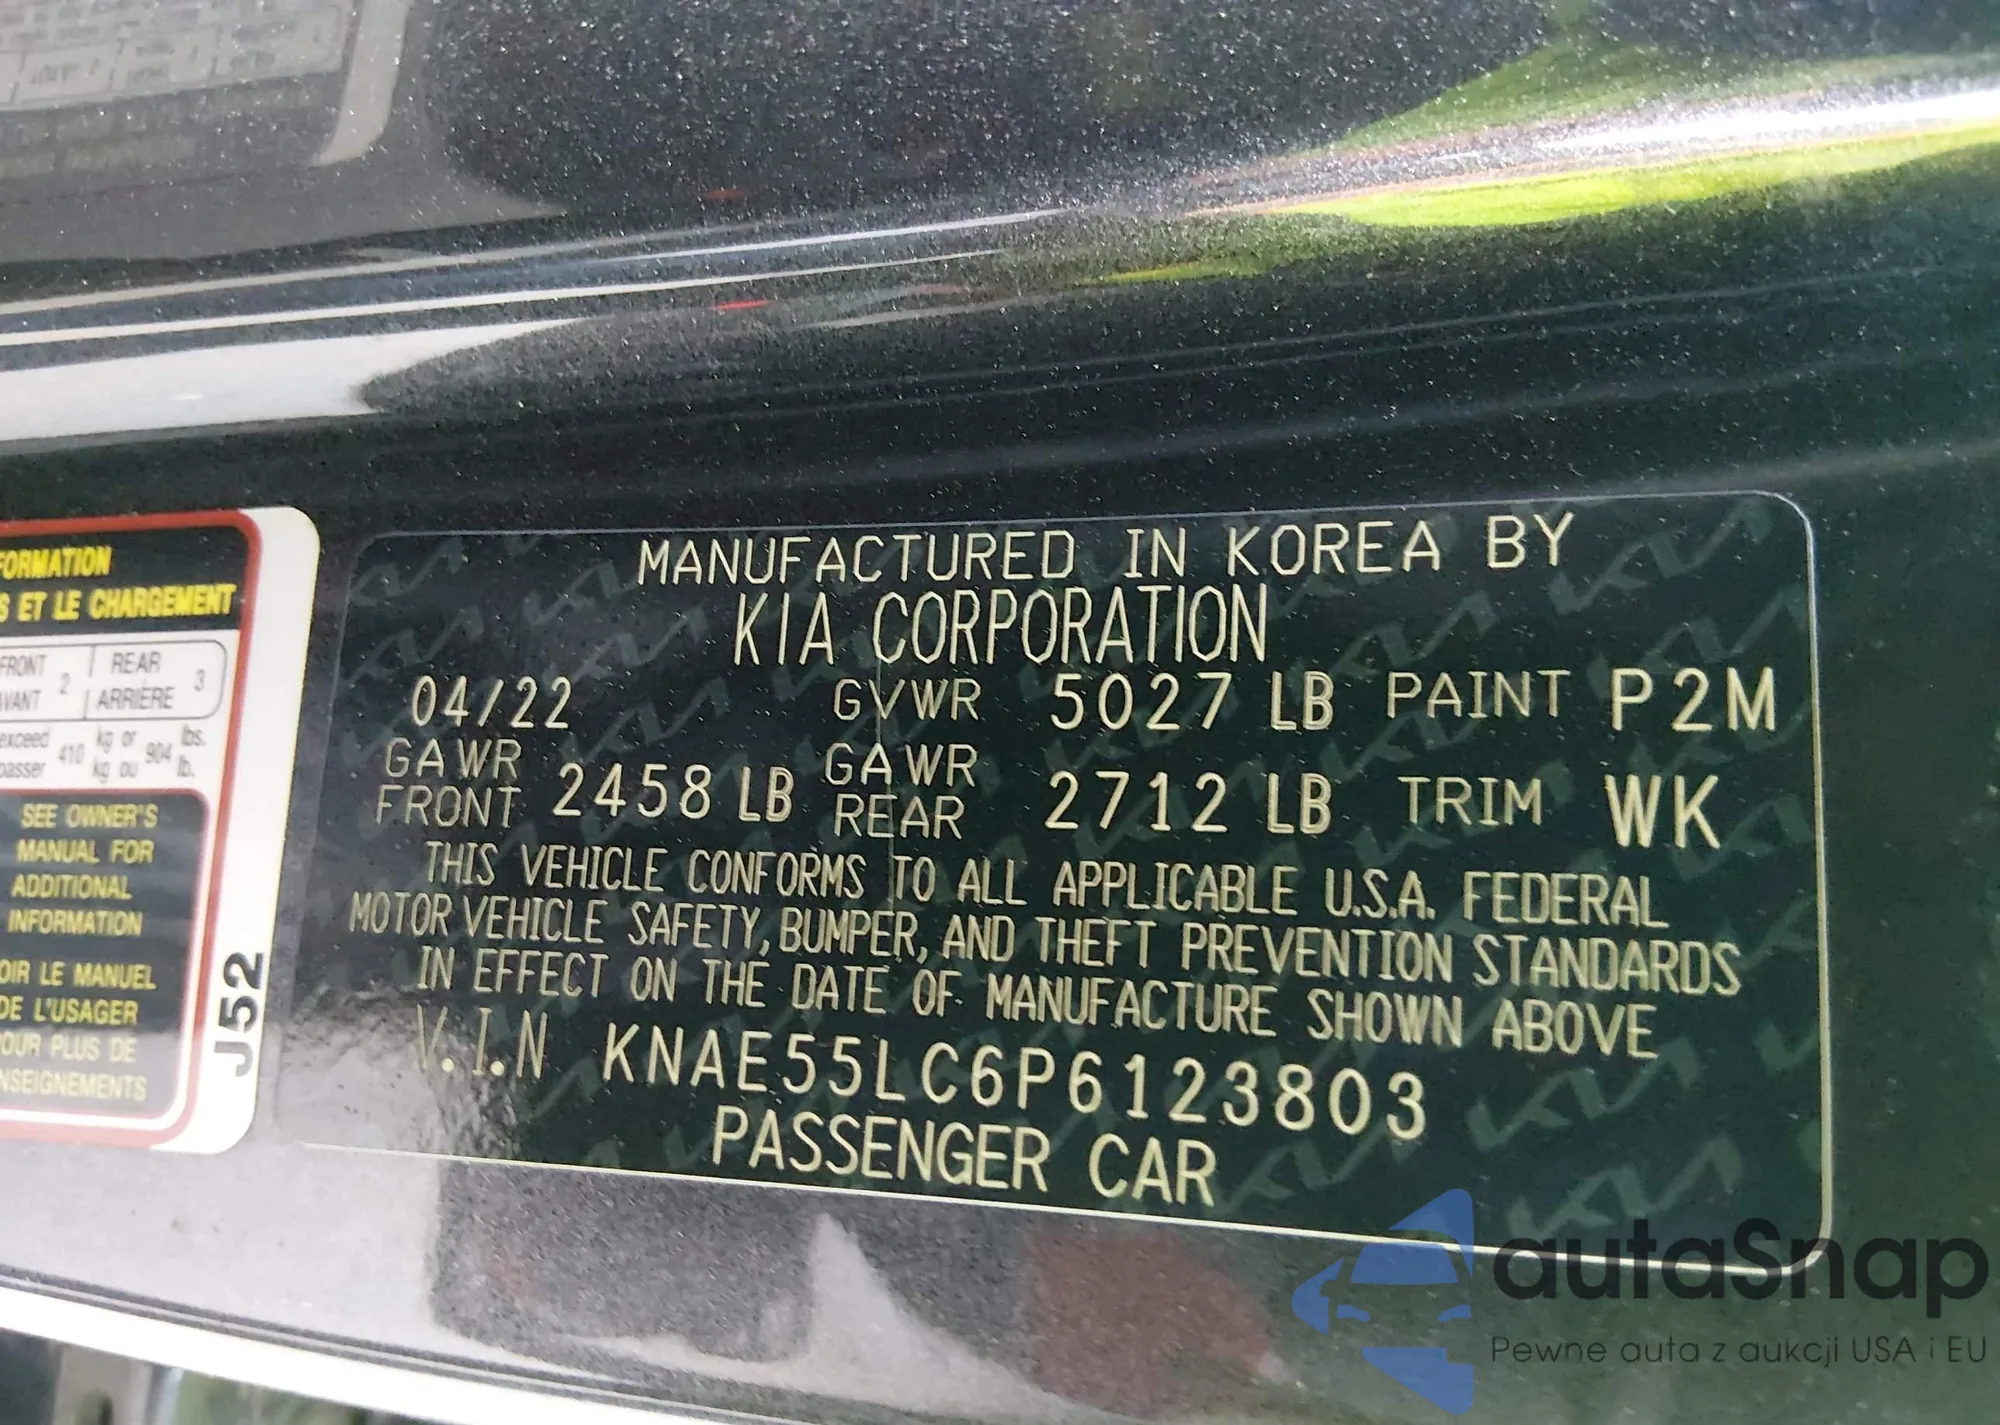 FORMATION
S ET LE CHARGEMENT
FRONT 2 REAR 3
AVANT ARRIÈRE
exceed 410 kg or 904 lbs.
passer kg ou lb.
SEE OWNER'S
MANUAL FOR
ADDITIONAL
INFORMATION
OIR LE MANUEL
DE L'USAGER
OUR PLUS DE
NSEIGNEMENTS
J52
MANUFACTURED IN KOREA BY
KIA CORPORATION
04/22 GVWR 5027 LB PAINT P2M
GAWR FRONT 2458 LB GAWR REAR 2712 LB TRIM WK
THIS VEHICLE CONFORMS TO ALL APPLICABLE U.S.A. FEDERAL
MOTOR VEHICLE SAFETY, BUMPER, AND THEFT PREVENTION STANDARDS
IN EFFECT ON THE DATE OF MANUFACTURE SHOWN ABOVE
V.I.N KNAE55LC6P6123803
PASSENGER CAR
autaSnap
Pewne auta z aukcji USA i EU